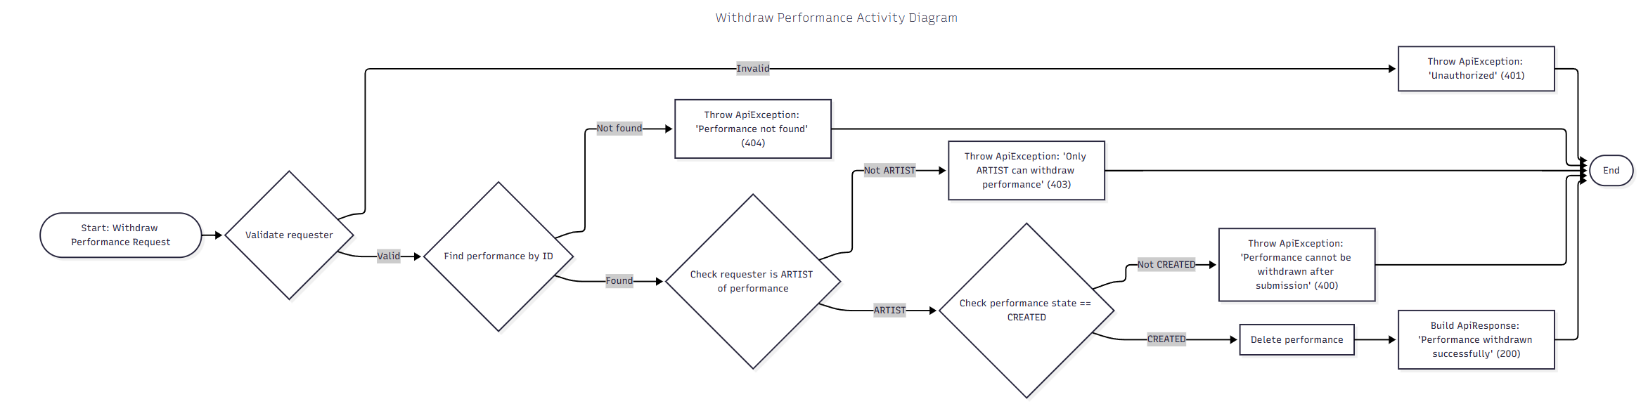 Withdraw Performance Activity Diagram
Invalid
Throw ApiException:
'Unauthorized' (401)
Not found
Throw ApiException:
'Performance not found'
(404)
Not ARTIST
Throw ApiException: 'Only
ARTIST can withdraw
performance' (403)
End
Start: Withdraw
Performance Request
Validate requester
Valid
Find performance by ID
Found
Check requester is ARTIST
of performance
ARTIST
Check performance state ==
CREATED
Not CREATED
Throw ApiException:
'Performance cannot be
withdrawn after
submission' (400)
CREATED
Delete performance
Build ApiResponse:
'Performance withdrawn
successfully' (200)